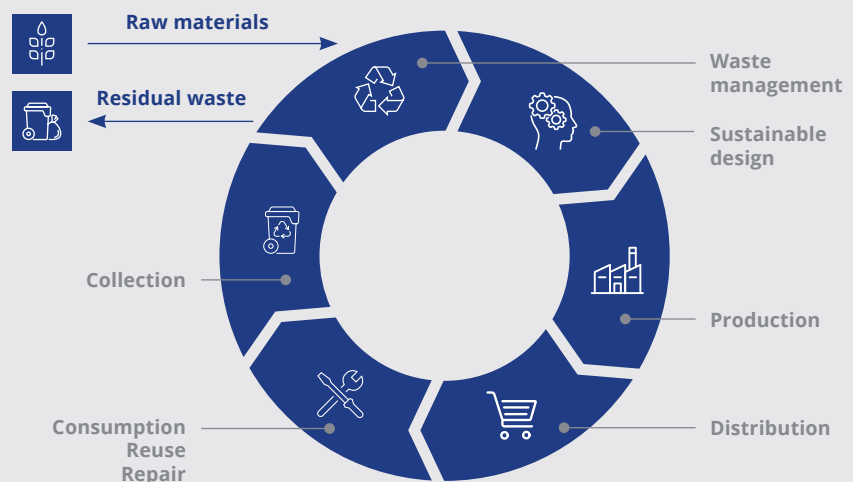 Raw materials
Residual waste
Waste
management
Sustainable
design
Collection
Production
Consumption
Reuse
Repair
Distribution